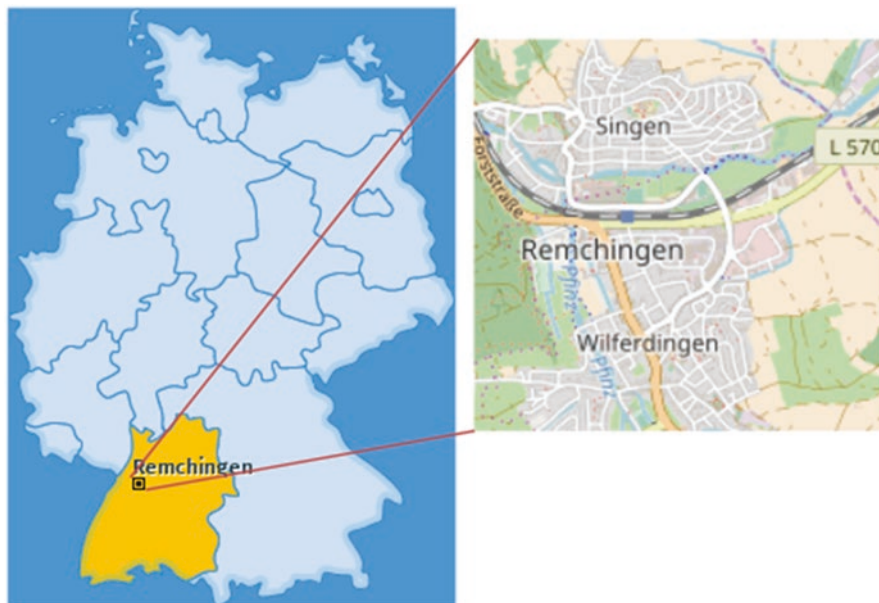 Remchingen
Singen
L 570
Forststraße
Remchingen
Pfinz
Wilferdingen
Pfinz